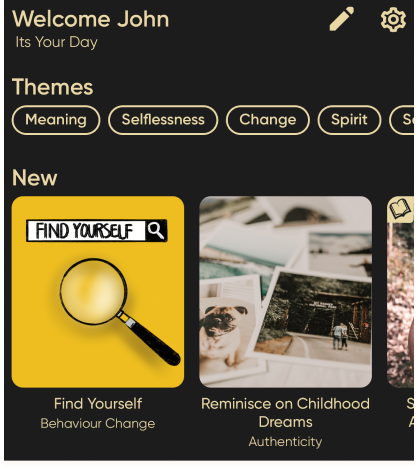 Welcome John
Its Your Day
Themes
Meaning
Selflessness
Change
Spirit
New
FIND YOURSELF
Find Yourself
Behaviour Change
Reminisce on Childhood
Dreams
Authenticity